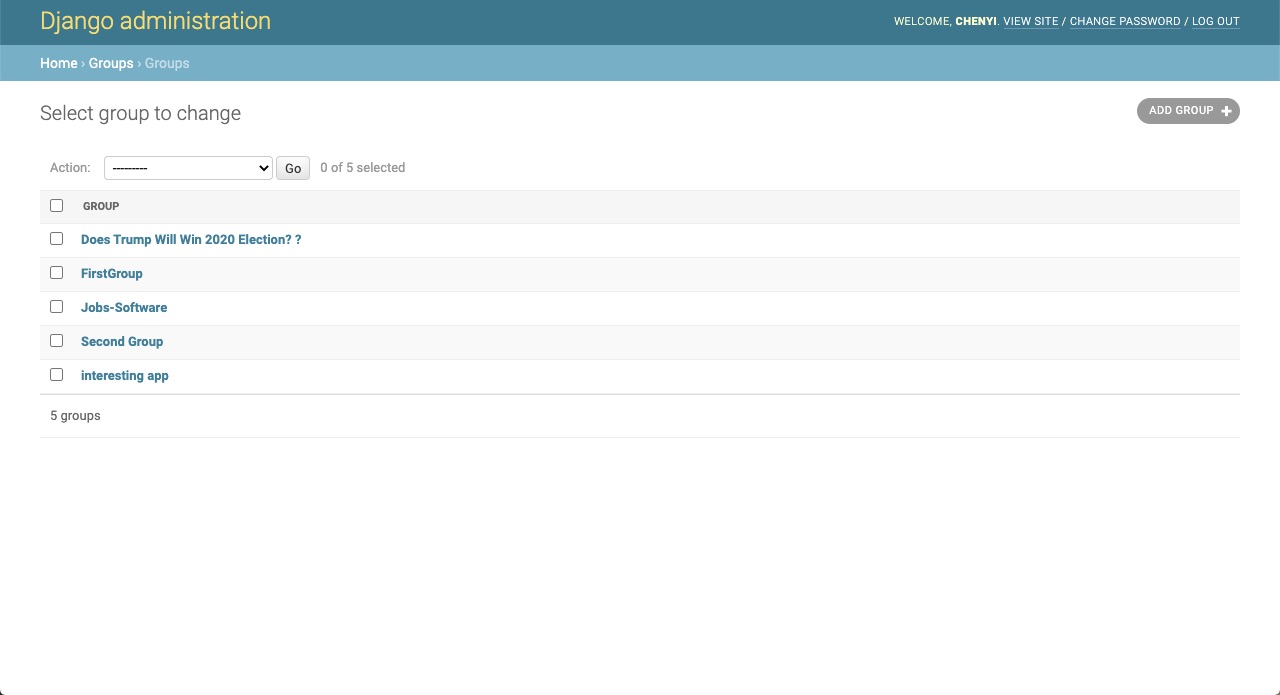 Django administration
WELCOME, CHENYI. VIEW SITE / CHANGE PASSWORD / LOG OUT
Home › Groups › Groups
Select group to change
ADD GROUP +
Action: --------- Go 0 of 5 selected
GROUP
Does Trump Will Win 2020 Election? ?
FirstGroup
Jobs-Software
Second Group
interesting app
5 groups